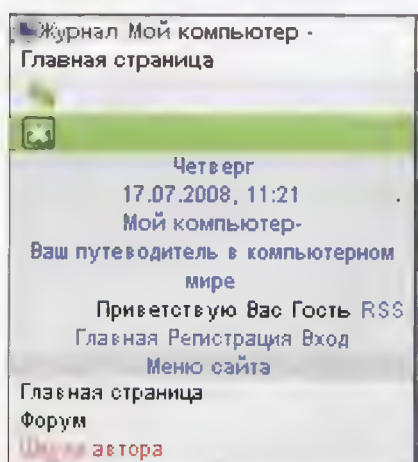 Журнал Мой компьютер -
Главная страница
Четверг
17.07.2008, 11:21
Мой компьютер-
Ваш путеводитель в компьютерном
мире
Приветствую Вас Гость RSS
Главная Регистрация Вход
Меню сайта
Главная страница
Форум
автора